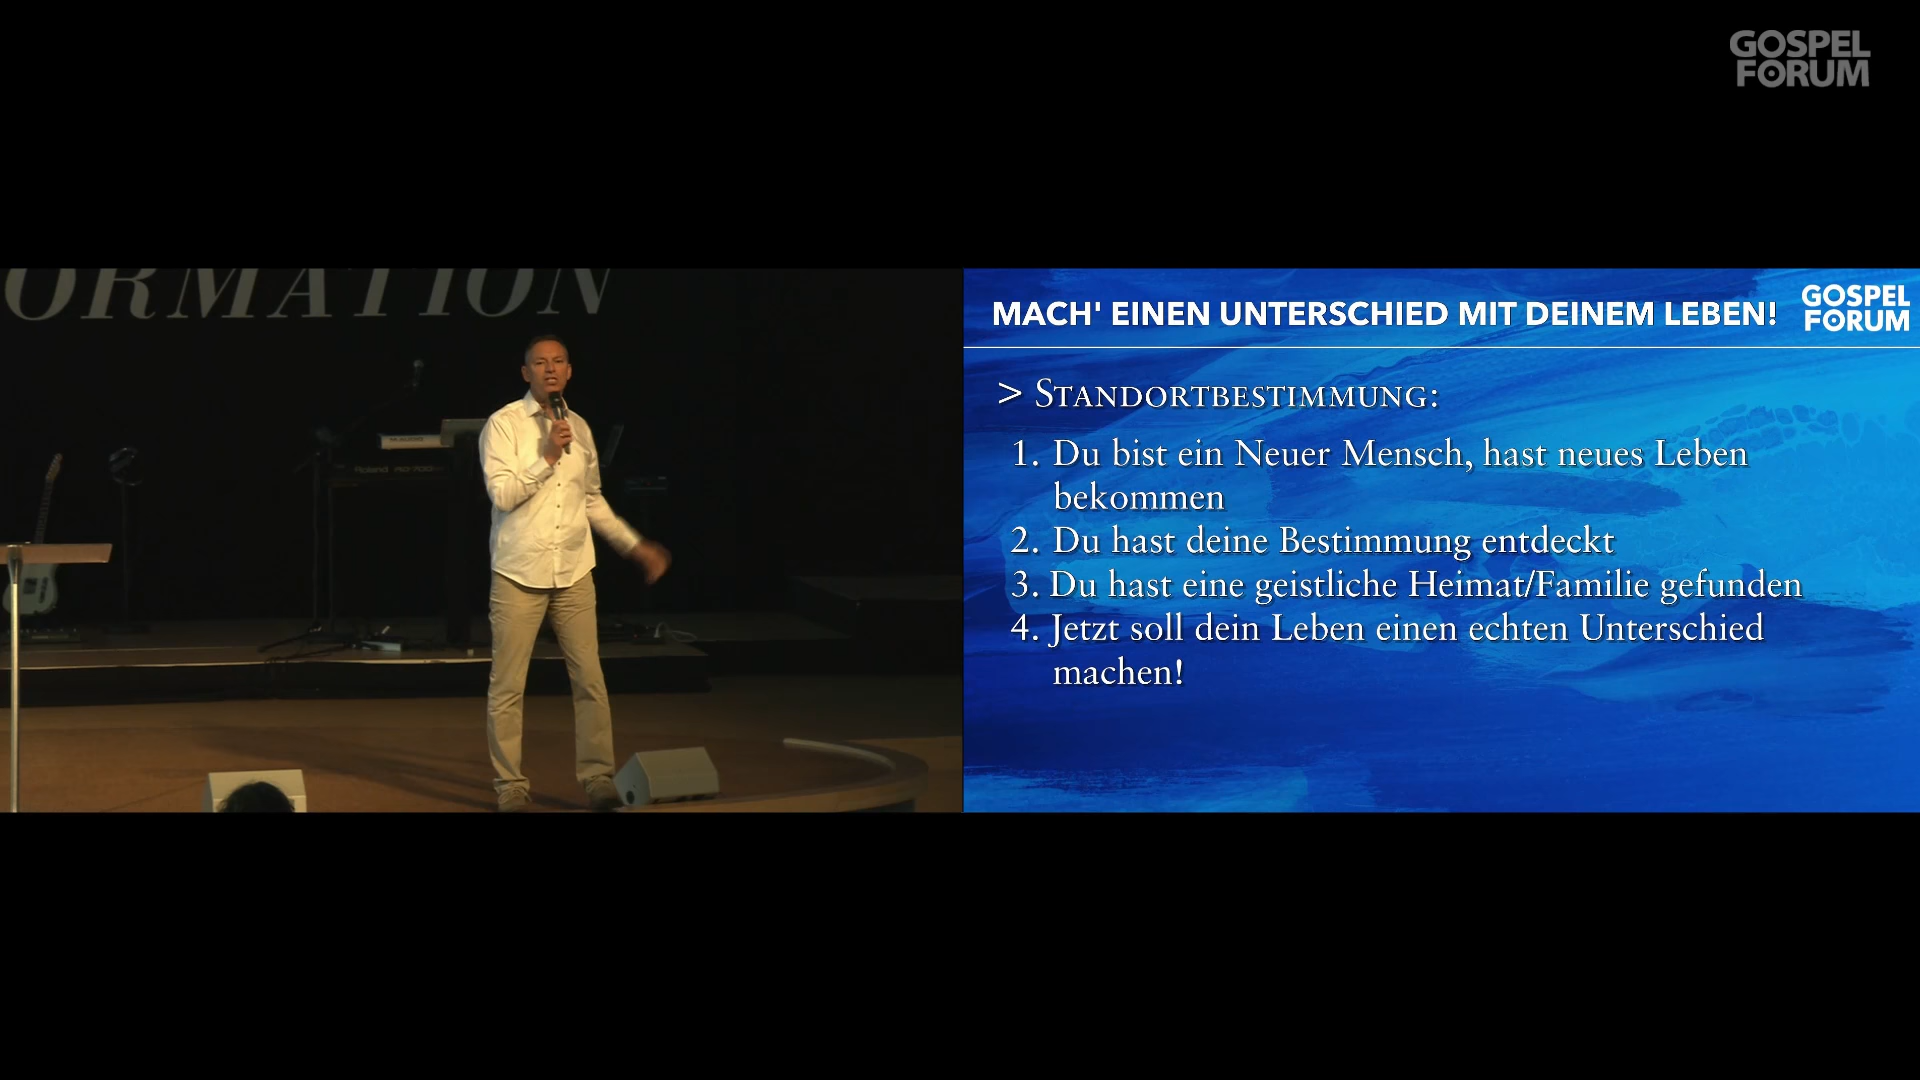 GOSPEL
FORUM
ORMATION
M-AUDIO
Roland
MACH' EINEN UNTERSCHIED MIT DEINEM LEBEN!
GOSPEL
FORUM
> STANDORTBESTIMMUNG:
1. Du bist ein Neuer Mensch, hast neues Leben
bekommen
2. Du hast deine Bestimmung entdeckt
3. Du hast eine geistliche Heimat/Familie gefunden
4. Jetzt soll dein Leben einen echten Unterschied
machen!